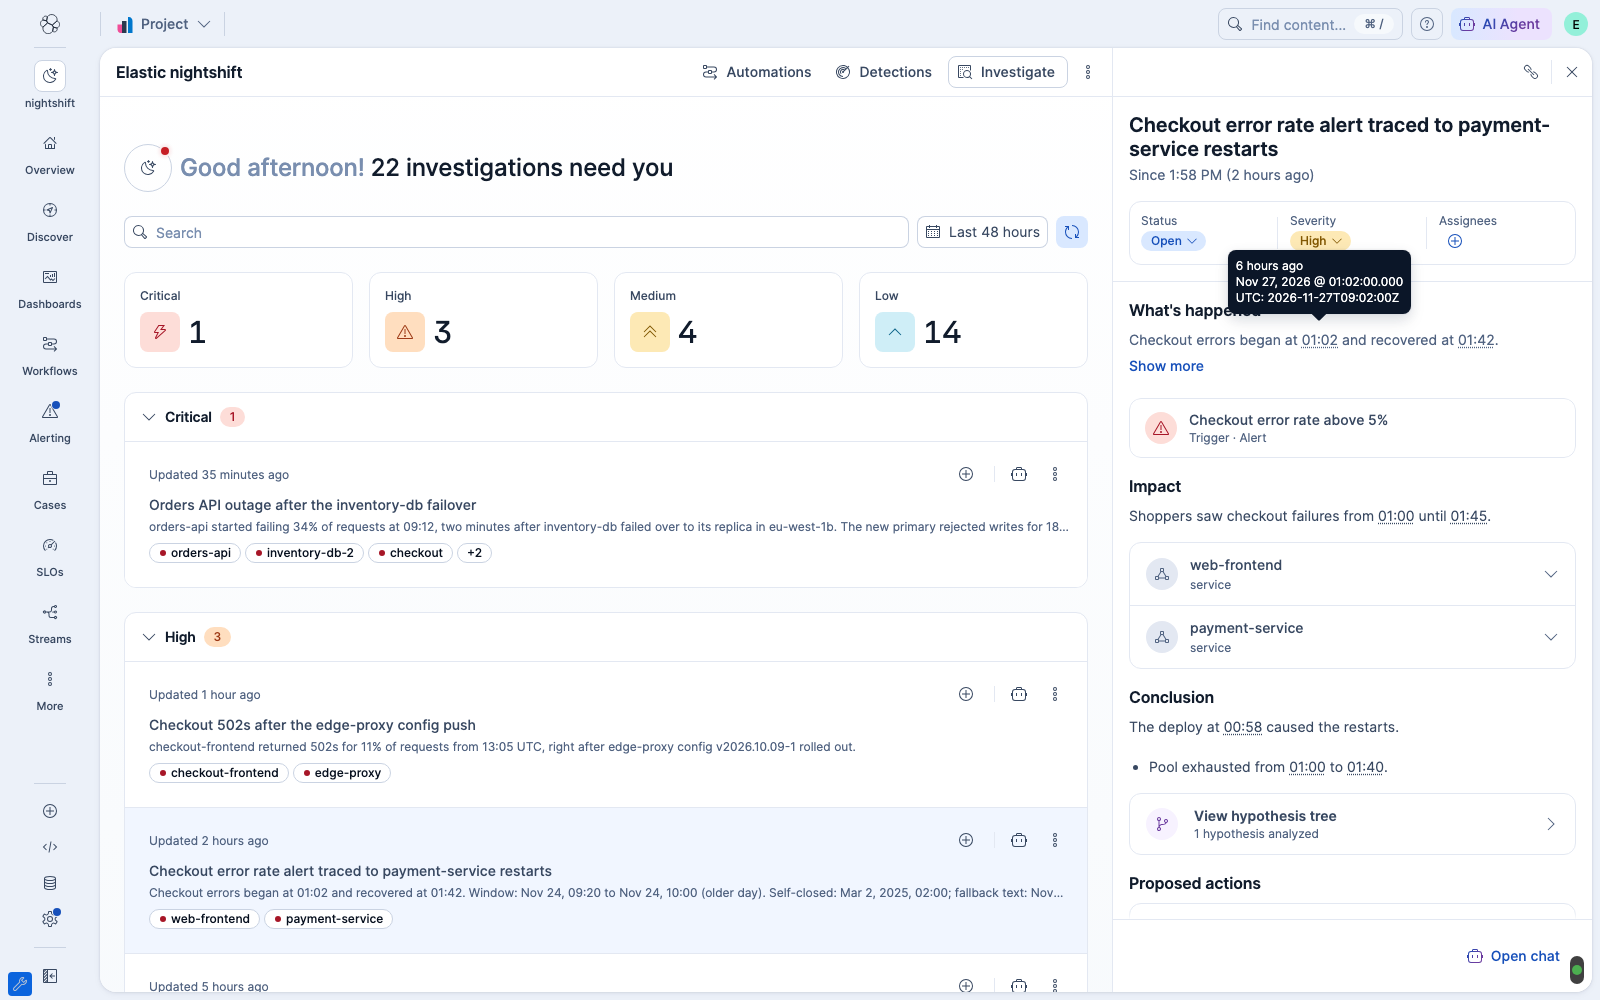 Project
Find content...
⌘ /
AI Agent
E
nightshift
Overview
Discover
Dashboards
Workflows
Alerting
Cases
SLOs
Streams
More
Elastic nightshift
Automations
Detections
Investigate
Good afternoon! 22 investigations need you
Search
Last 48 hours
Critical
1
High
3
Medium
4
Low
14
Critical 1
Updated 35 minutes ago
Orders API outage after the inventory-db failover
orders-api started failing 34% of requests at 09:12, two minutes after inventory-db failed over to its replica in eu-west-1b. The new primary rejected writes for 18...
orders-api
inventory-db-2
checkout
+2
High 3
Updated 1 hour ago
Checkout 502s after the edge-proxy config push
checkout-frontend returned 502s for 11% of requests from 13:05 UTC, right after edge-proxy config v2026.10.09-1 rolled out.
checkout-frontend
edge-proxy
Updated 2 hours ago
Checkout error rate alert traced to payment-service restarts
Checkout errors began at 01:02 and recovered at 01:42. Window: Nov 24, 09:20 to Nov 24, 10:00 (older day). Self-closed: Mar 2, 2025, 02:00; fallback text: Nov...
web-frontend
payment-service
Updated 5 hours ago
Checkout error rate alert traced to payment-
service restarts
Since 1:58 PM (2 hours ago)
Status
Open
Severity
High
Assignees
6 hours ago
Nov 27, 2026 @ 01:02:00.000
UTC: 2026-11-27T09:02:00Z
What's happened
Checkout errors began at 01:02 and recovered at 01:42.
Show more
Checkout error rate above 5%
Trigger · Alert
Impact
Shoppers saw checkout failures from 01:00 until 01:45.
web-frontend
service
payment-service
service
Conclusion
The deploy at 00:58 caused the restarts.
• Pool exhausted from 01:00 to 01:40.
View hypothesis tree
1 hypothesis analyzed
Proposed actions
Open chat